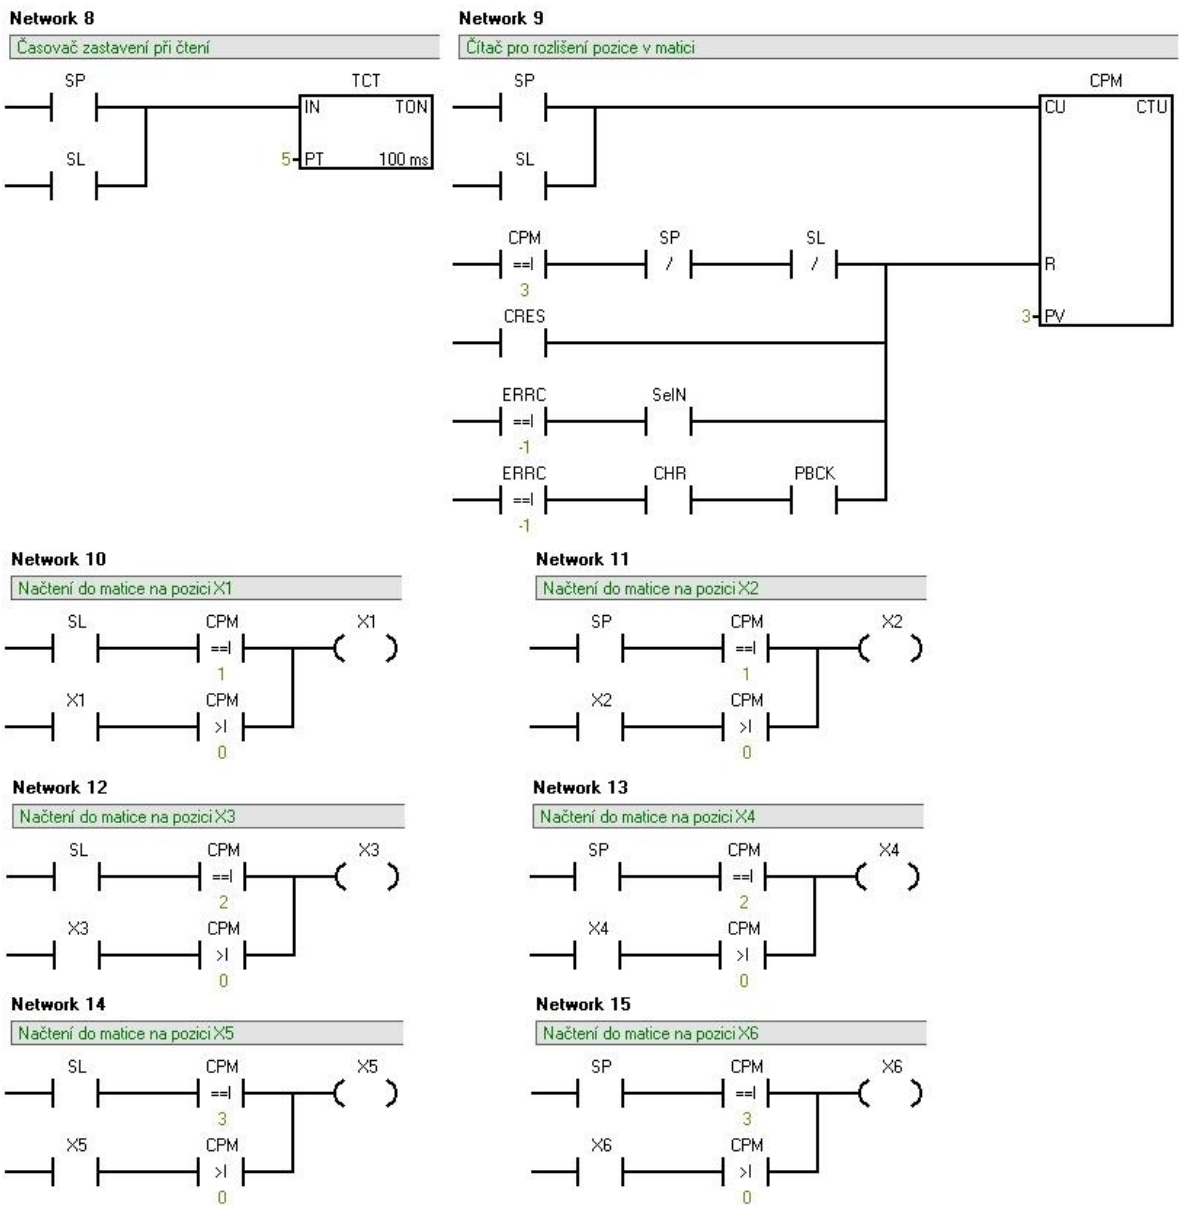 Network 8
Časovač zastavení při čtení
SP
TCT
IN TON
SL
5 PT 100 ms
Network 9
Čítač pro rozlišení pozice v matici
SP
CPM
CU CTU
SL
CPM SP SL
==I / /
R
3
3 PV
CRES
ERRC SelN
==I
-1
ERRC CHR PBCK
==I
-1
Network 10
Načtení do matice na pozici X1
SL CPM X1
==I
1
X1 CPM
>I
0
Network 11
Načtení do matice na pozici X2
SP CPM X2
==I
1
X2 CPM
>I
0
Network 12
Načtení do matice na pozici X3
SL CPM X3
==I
2
X3 CPM
>I
0
Network 13
Načtení do matice na pozici X4
SP CPM X4
==I
2
X4 CPM
>I
0
Network 14
Načtení do matice na pozici X5
SL CPM X5
==I
3
X5 CPM
>I
0
Network 15
Načtení do matice na pozici X6
SP CPM X6
==I
3
X6 CPM
>I
0